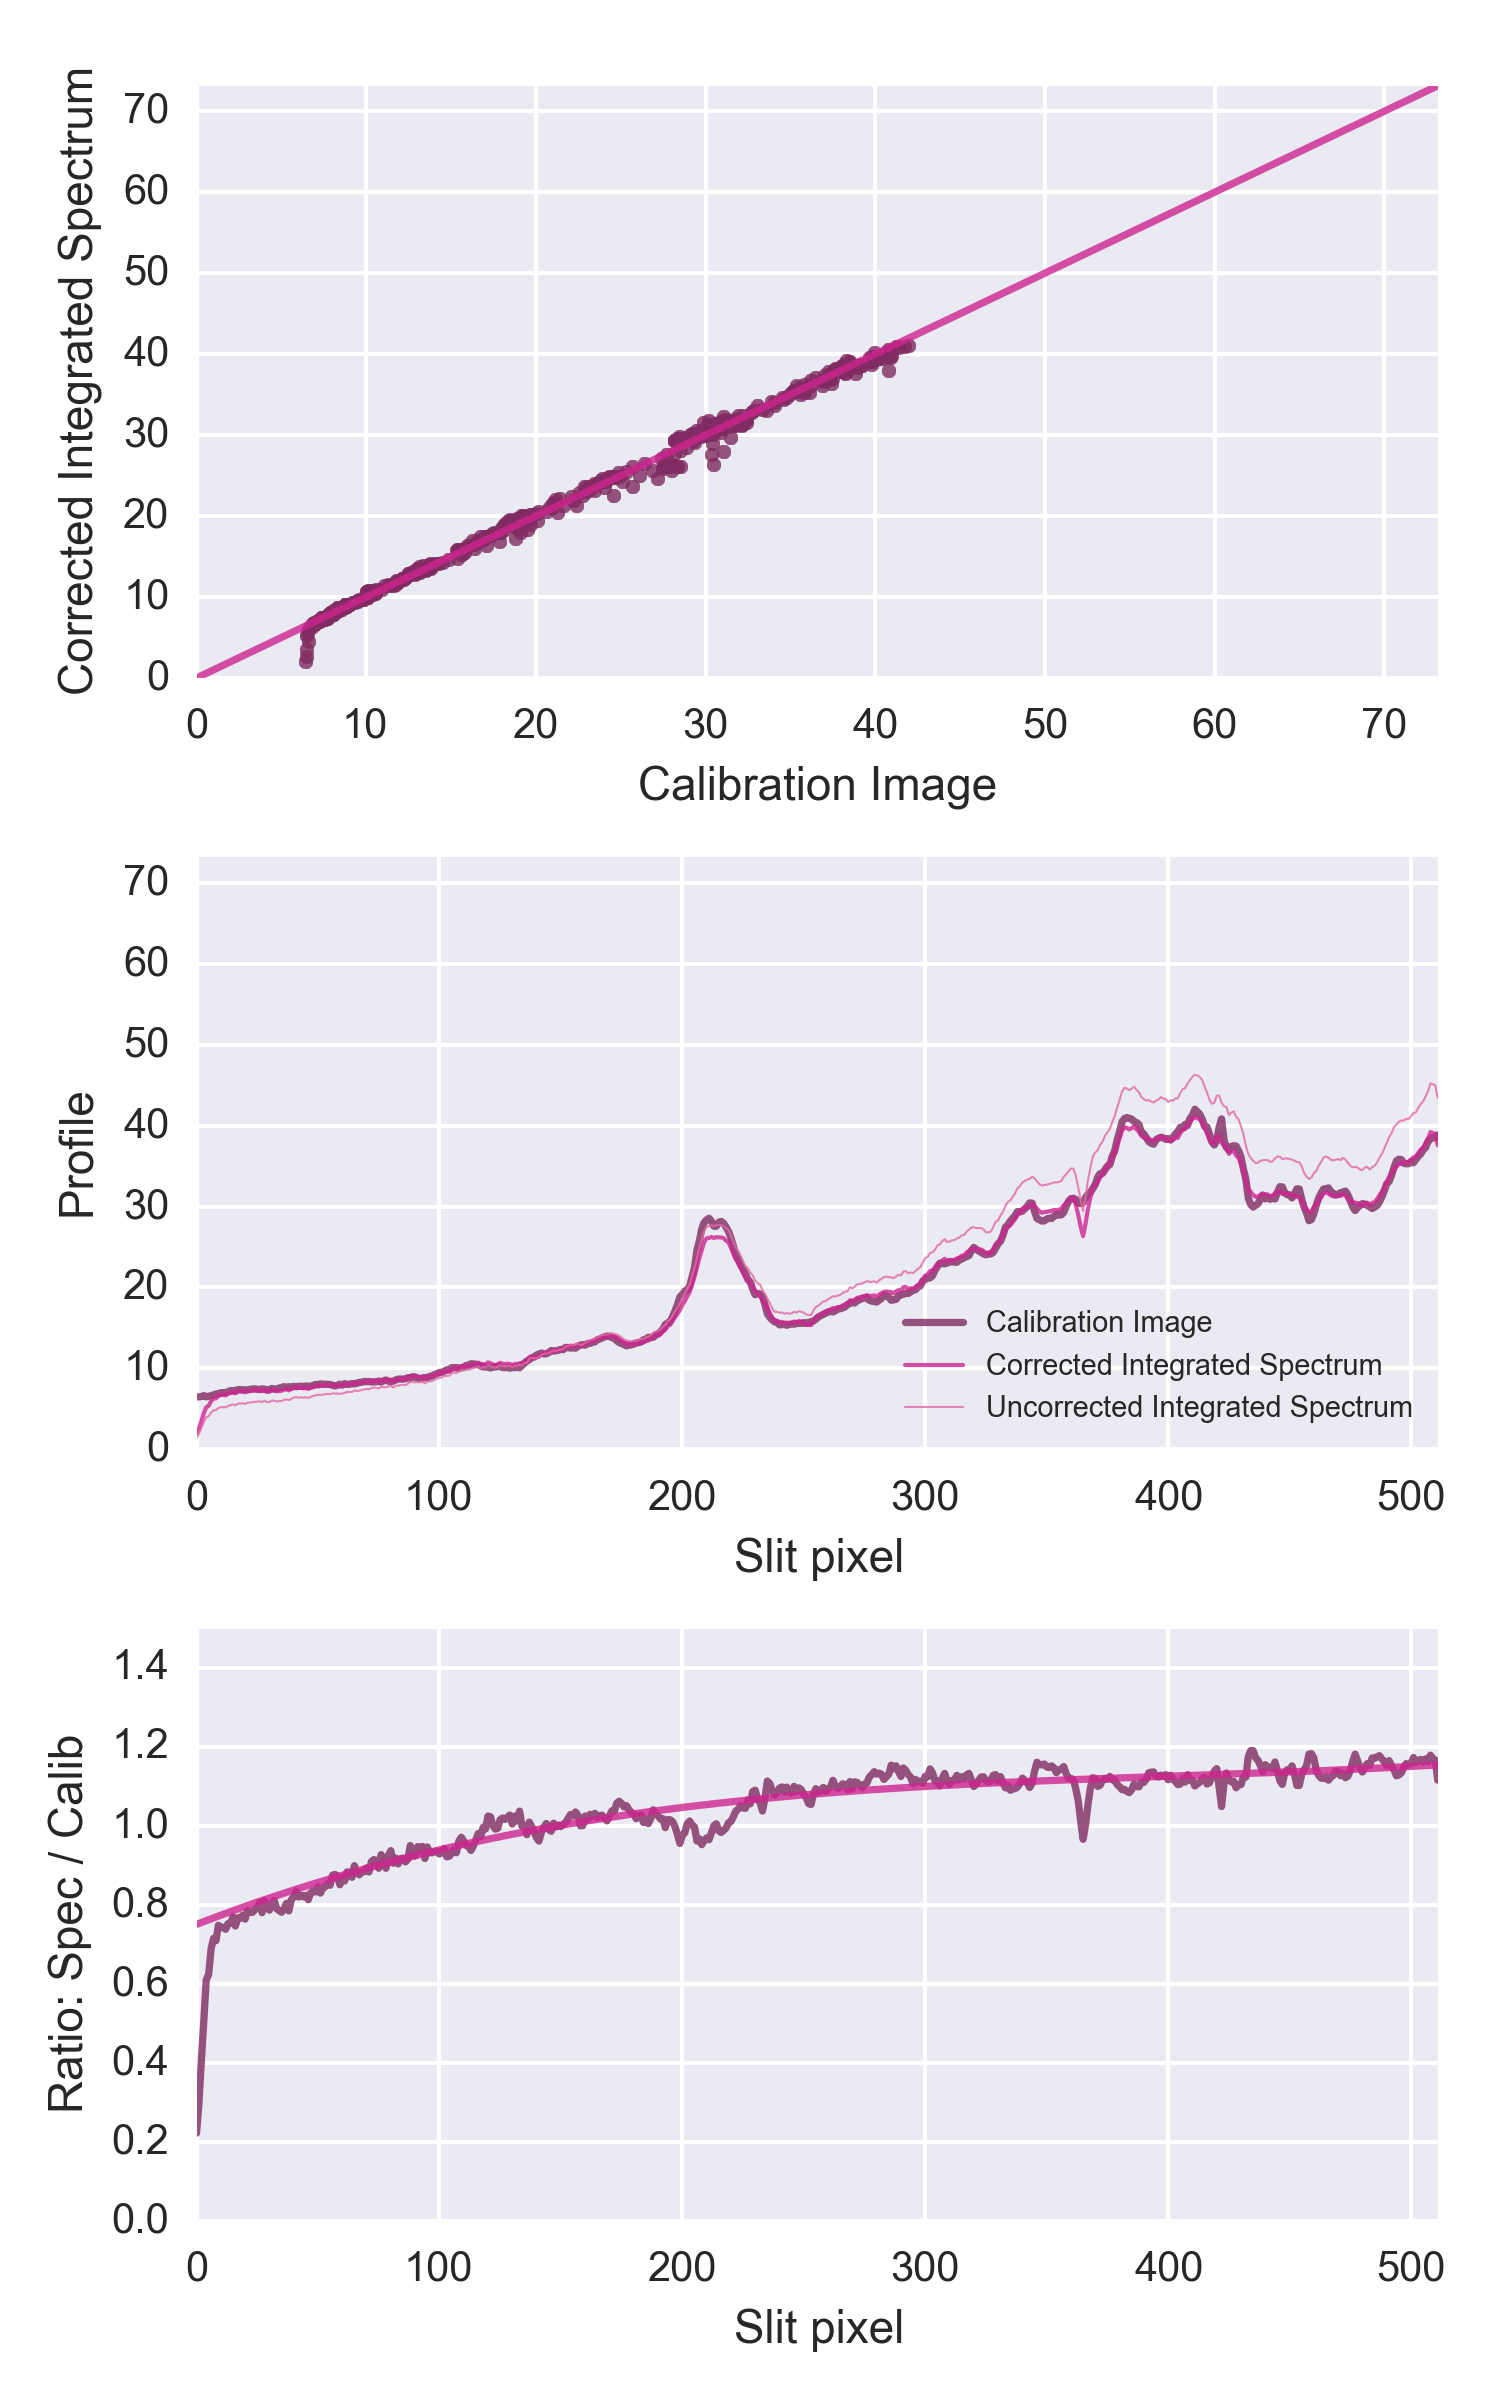 Corrected Integrated Spectrum
70
60
50
40
30
20
10
0
0 10 20 30 40 50 60 70
Calibration Image
Profile
70
60
50
40
30
20
10
0
Calibration Image
Corrected Integrated Spectrum
Uncorrected Integrated Spectrum
0 100 200 300 400 500
Slit pixel
Ratio: Spec / Calib
1.4
1.2
1.0
0.8
0.6
0.4
0.2
0.0
0 100 200 300 400 500
Slit pixel